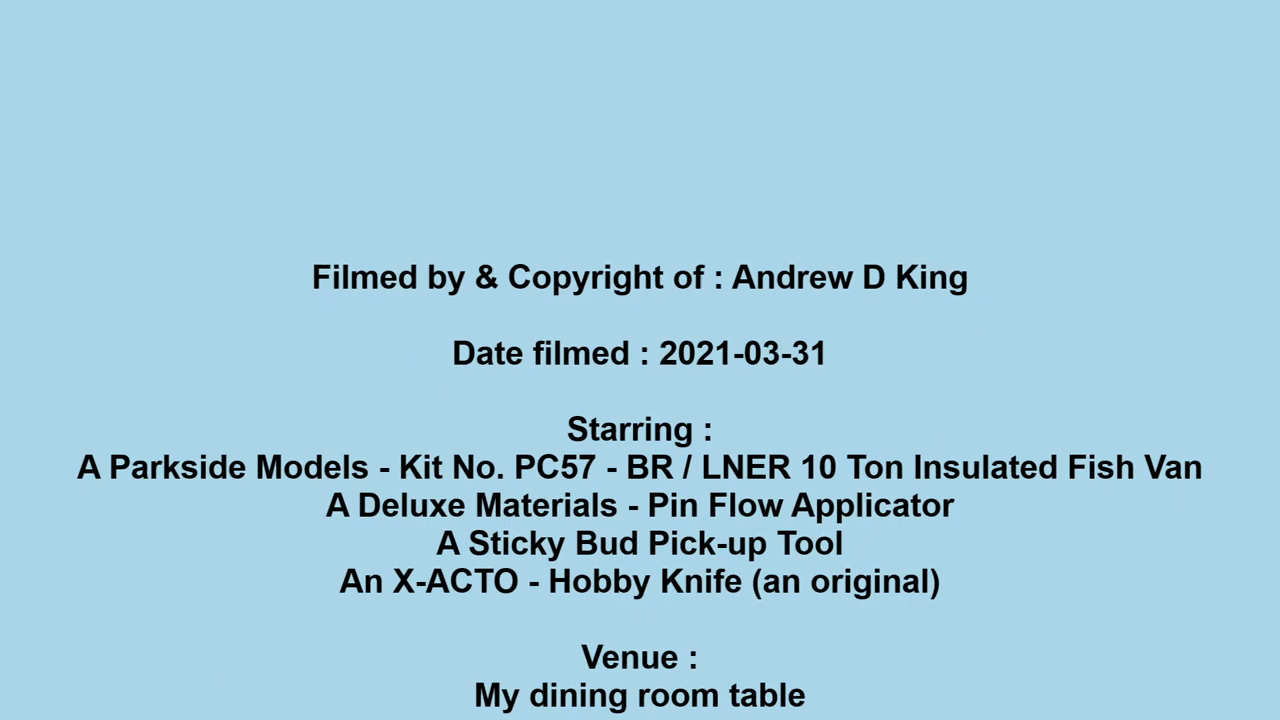 Filmed by & Copyright of : Andrew D King
Date filmed : 2021-03-31
Starring :
A Parkside Models - Kit No. PC57 - BR / LNER 10 Ton Insulated Fish Van
A Deluxe Materials - Pin Flow Applicator
A Sticky Bud Pick-up Tool
An X-ACTO - Hobby Knife (an original)
Venue :
My dining room table